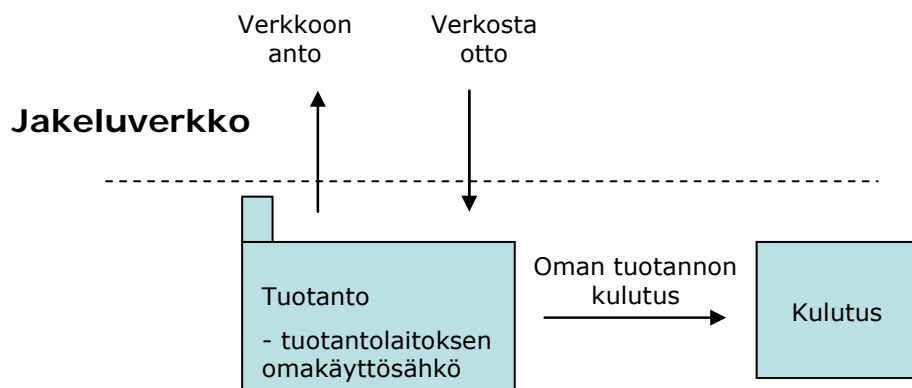 Verkkoon
anto
Verkosta
otto
Jakeluverkko
Tuotanto
- tuotantolaitoksen
omakäyttösähkö
Oman tuotannon
kulutus
Kulutus